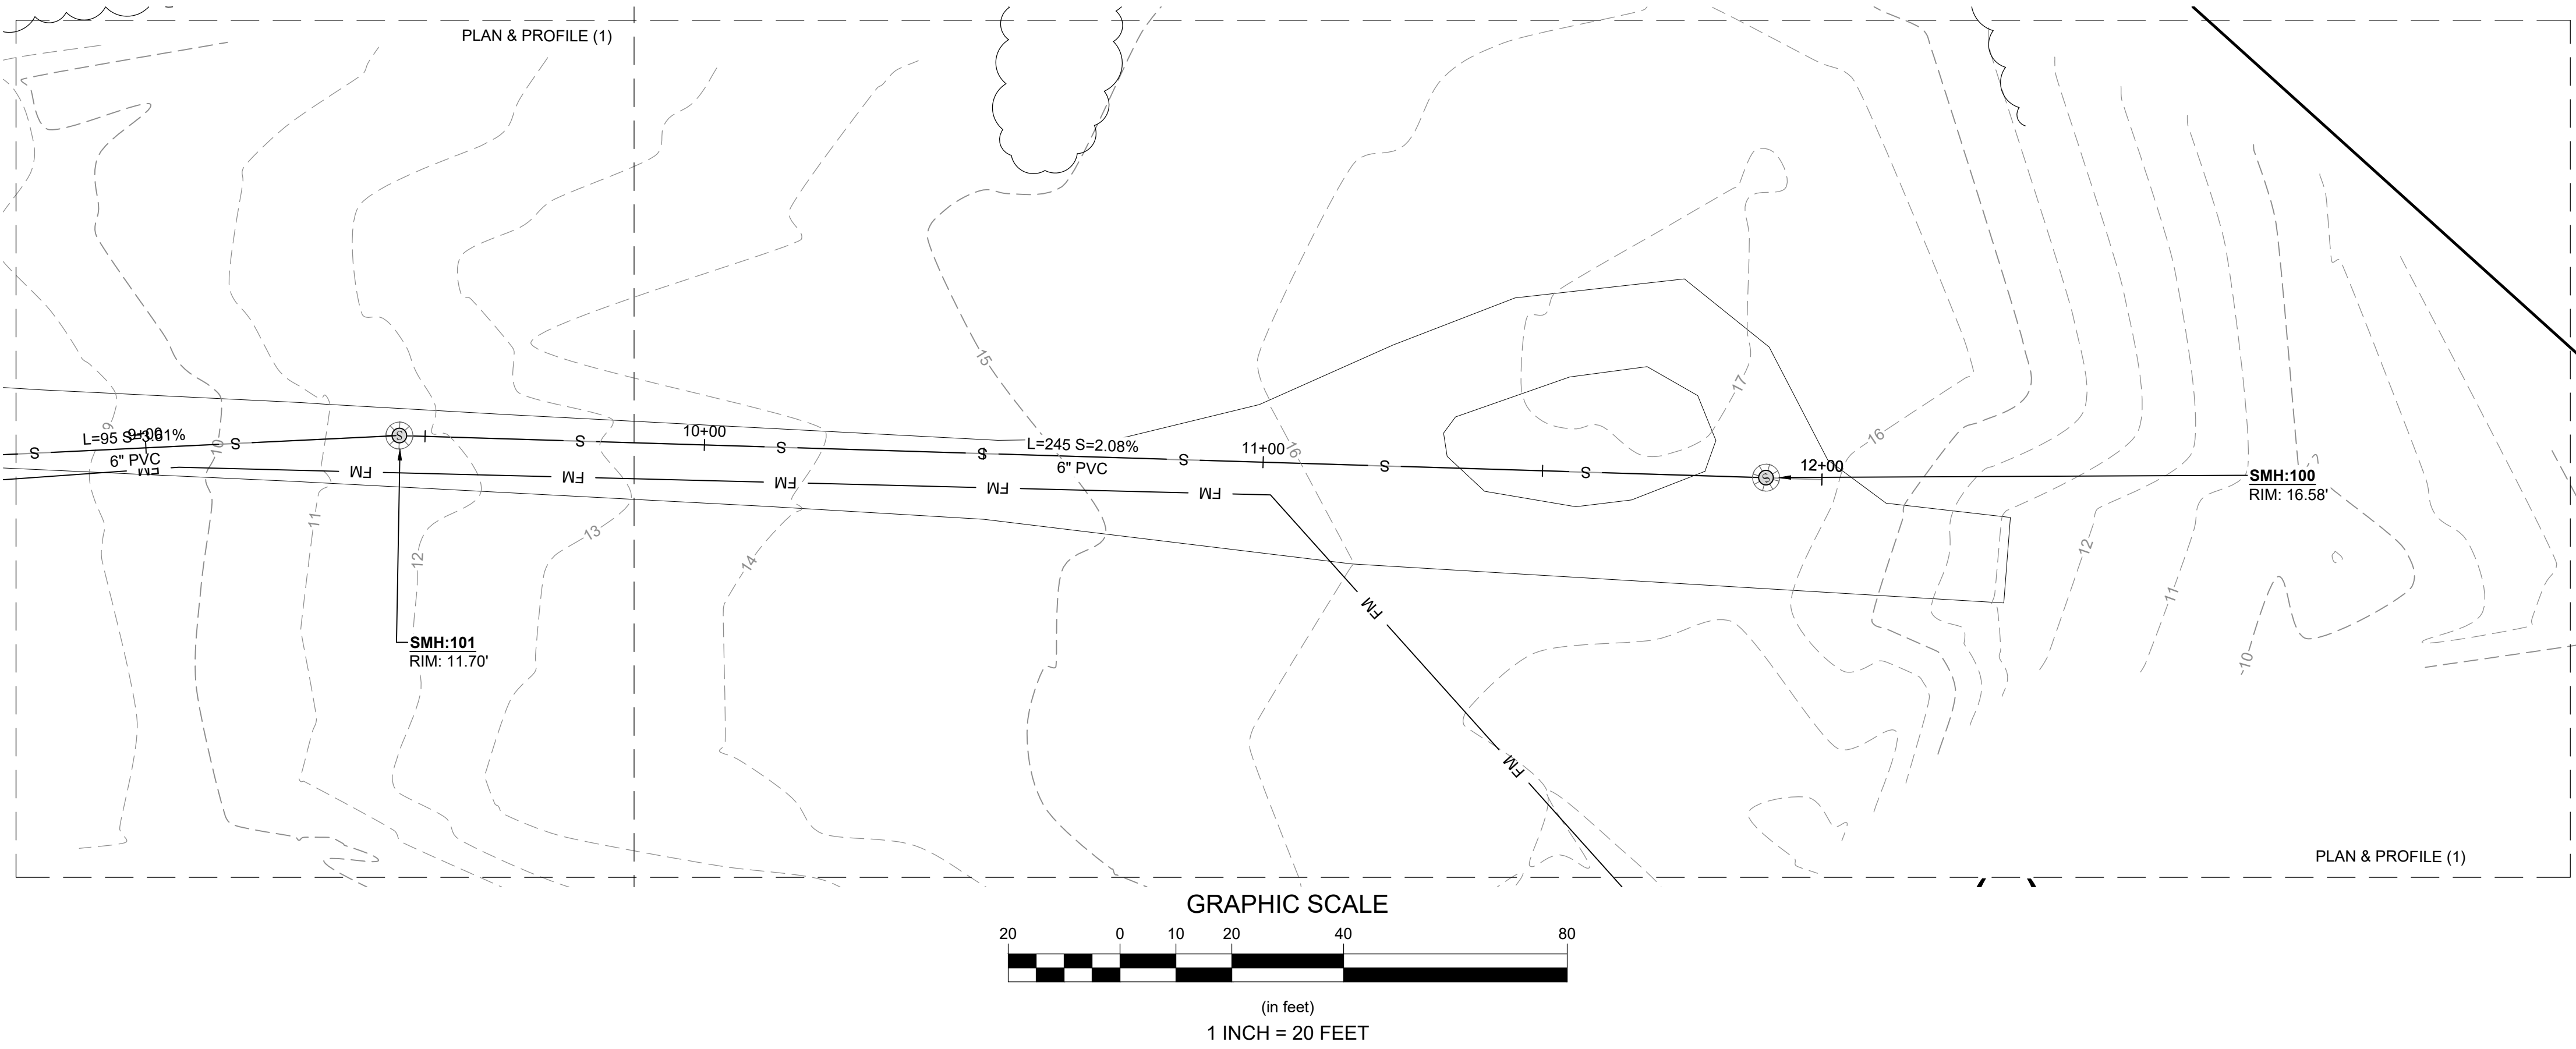 PLAN & PROFILE (1)
15
17
16
16
9
10
9+00
L=95 S=3.61%
6" PVC
S
S
S
10+00
S
S
L=245 S=2.08%
6" PVC
S
11+00
S
S
12+00
S
S
FM
FM
FM
FM
FM
FM
FM
FM
SMH:100
RIM: 16.58'
11
12
13
14
12
11
10
SMH:101
RIM: 11.70'
PLAN & PROFILE (1)
GRAPHIC SCALE
20 0 10 20 40 80
(in feet)
1 INCH = 20 FEET